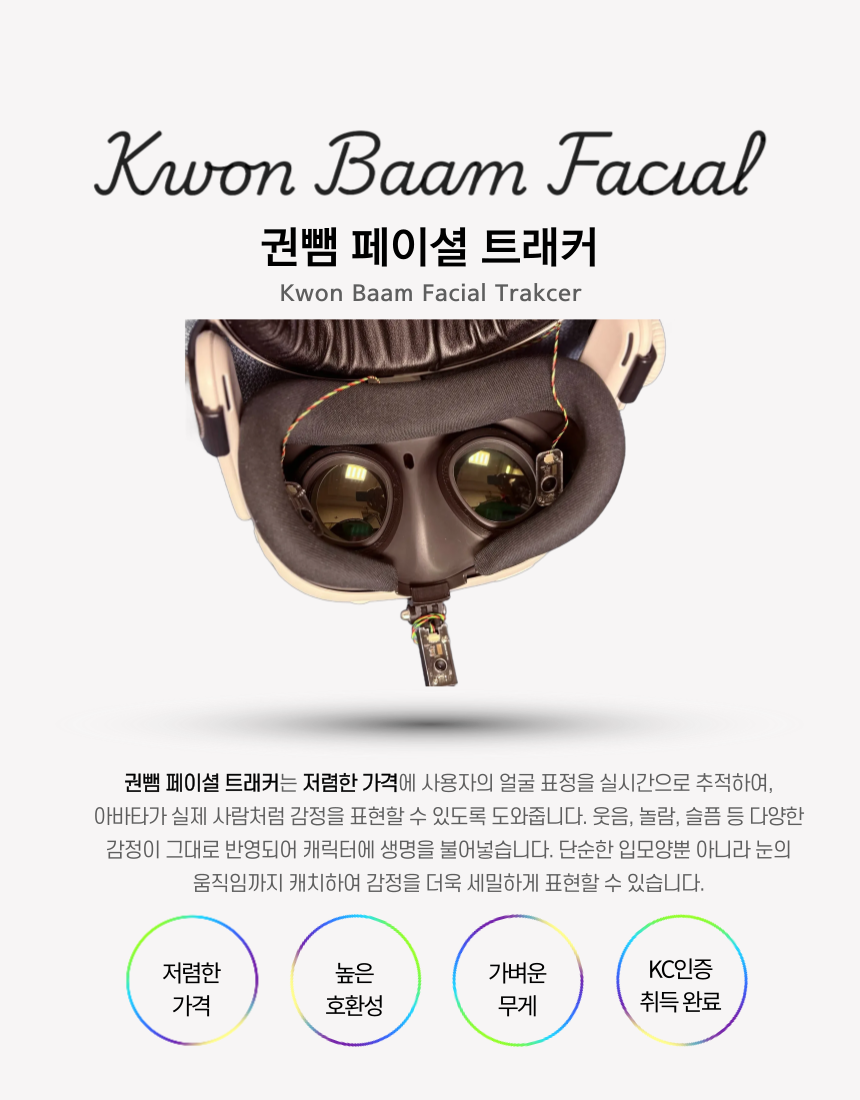 Kwon Baam Facial
권뺌 페이셜 트래커
Kwon Baam Facial Trakcer
권뺌 페이셜 트래커는 저렴한 가격에 사용자의 얼굴 표정을 실시간으로 추적하여,
아바타가 실제 사람처럼 감정을 표현할 수 있도록 도와줍니다. 웃음, 놀람, 슬픔 등 다양한
감정이 그대로 반영되어 캐릭터에 생명을 불어넣습니다. 단순한 입모양뿐 아니라 눈의
움직임까지 캐치하여 감정을 더욱 세밀하게 표현할 수 있습니다.
저렴한
가격
높은
호환성
가벼운
무게
KC인증
취득 완료